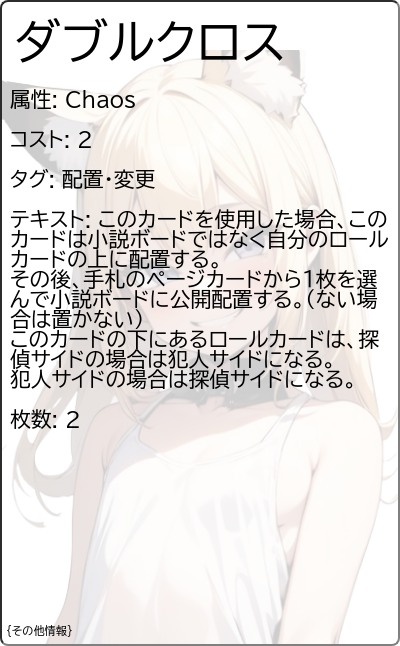 ダブルクロス
属性: Chaos
コスト: 2
タグ: 配置・変更
テキスト: このカードを使用した場合、この
カードは小説ボードではなく自分のロール
カードの上に配置する。
その後、手札のページカードから1枚を選
んで小説ボードに公開配置する。（ない場
合は置かない）
このカードの下にあるロールカードは、探
偵サイドの場合は犯人サイドになる。
犯人サイドの場合は探偵サイドになる。
枚数: 2
{その他情報}